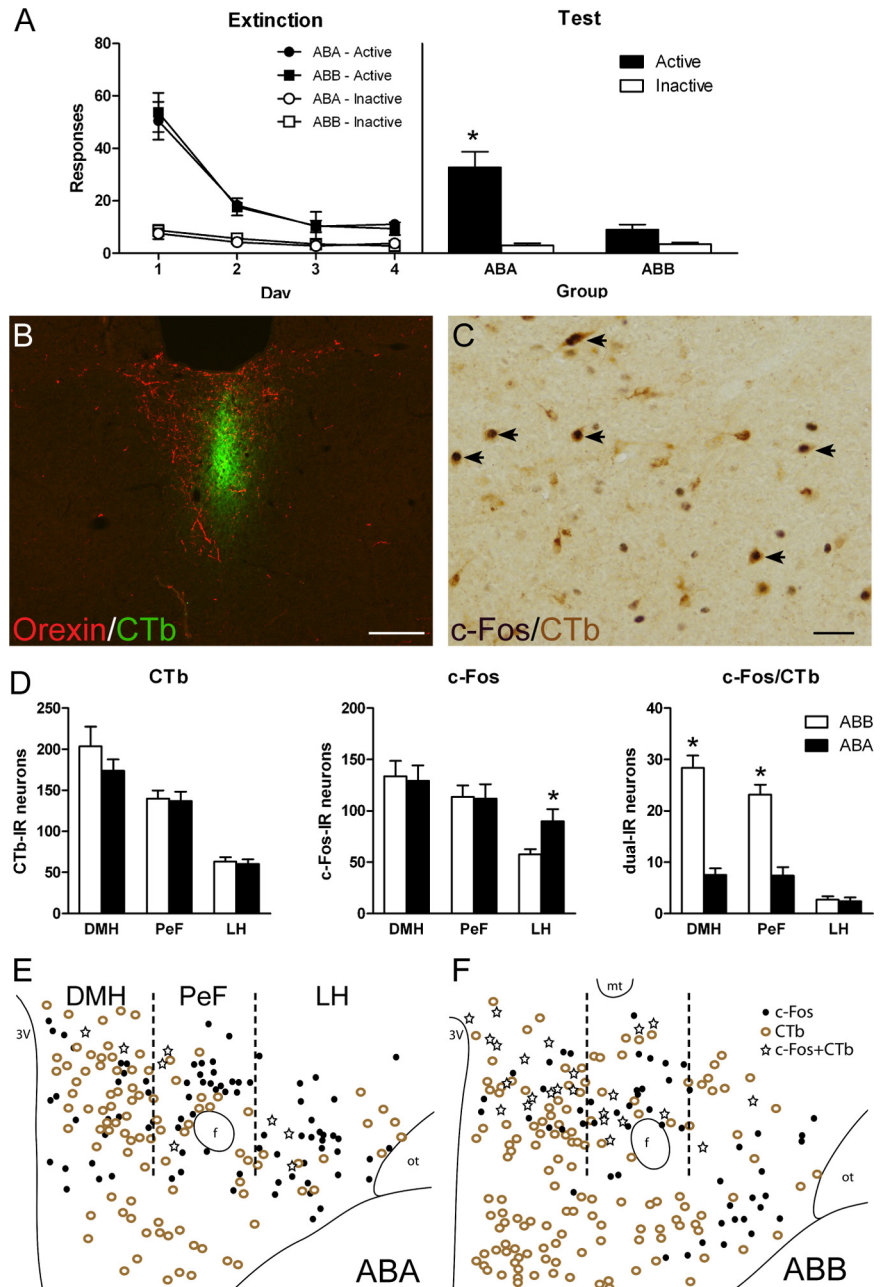 A
Extinction
Test
ABA - Active
ABB - Active
ABA - Inactive
ABB - Inactive
Active
Inactive
Responses
80
60
40
20
0
*
1 2 3 4
ABA ABB
Day
Group
B
Orexin/CTb
C
c-Fos/CTb
D
CTb
CTb-IR neurons
250
200
150
100
50
0
DMH PeF LH
c-Fos
c-Fos-IR neurons
200
150
100
50
0
*
DMH PeF LH
c-Fos/CTb
dual-IR neurons
40
30
20
10
0
* *
ABB
ABA
DMH PeF LH
E
DMH PeF LH
3V
f
ot
ABA
F
mt
3V
f
ot
c-Fos
CTb
c-Fos+CTb
ABB